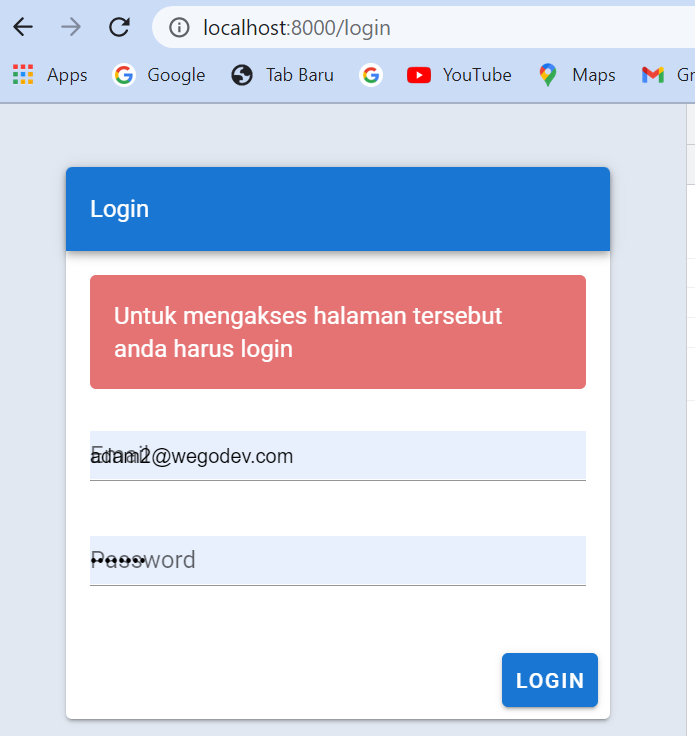 localhost:8000/login
Apps Google Tab Baru YouTube Maps
Login
Untuk mengakses halaman tersebut
anda harus login
Email
adam2@wegodev.com
Password
LOGIN